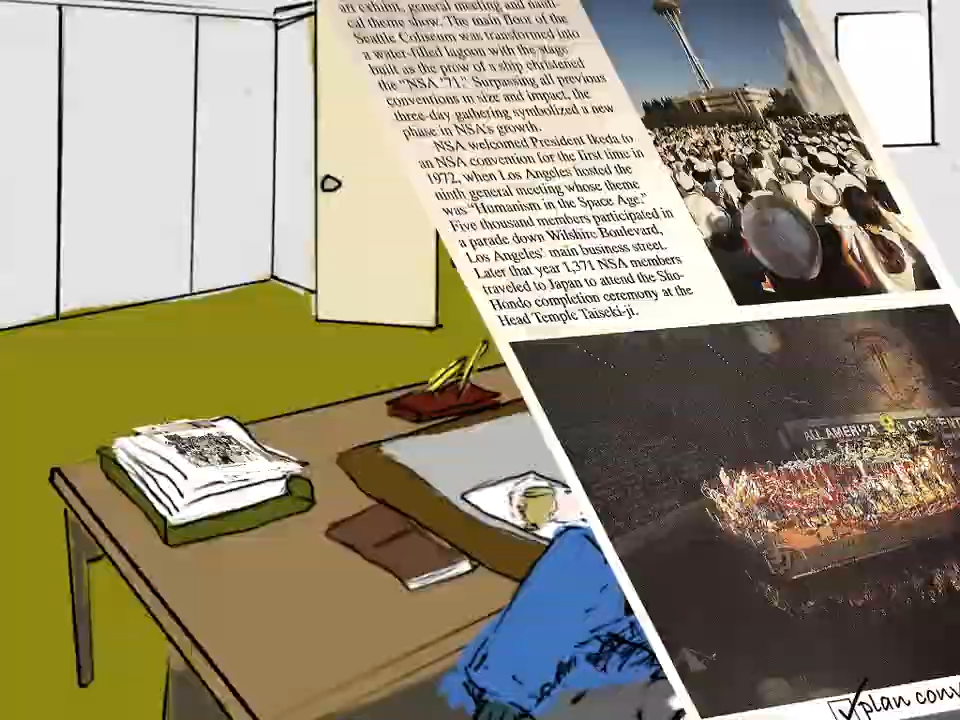 an exhibit, general meeting and musi-
cal theme show. The main floor of the
Seattle Coliseum was transformed into
a water-filled lagoon with the stage
built as the prow of a ship christened
the "NSA '71." Surpassing all previous
conventions in size and impact, the
three-day gathering symbolized a new
phase in NSA's growth.
NSA welcomed President Ikeda to
an NSA convention for the first time in
1972, when Los Angeles hosted the
ninth general meeting whose theme
was "Humanism in the Space Age."
Five thousand members participated in
a parade down Wilshire Boulevard,
Los Angeles' main business street.
Later that year 1,371 NSA members
traveled to Japan to attend the Sho-
Hondo completion ceremony at the
Head Temple Taiseki-ji.
ALL AMERICA
plan conv